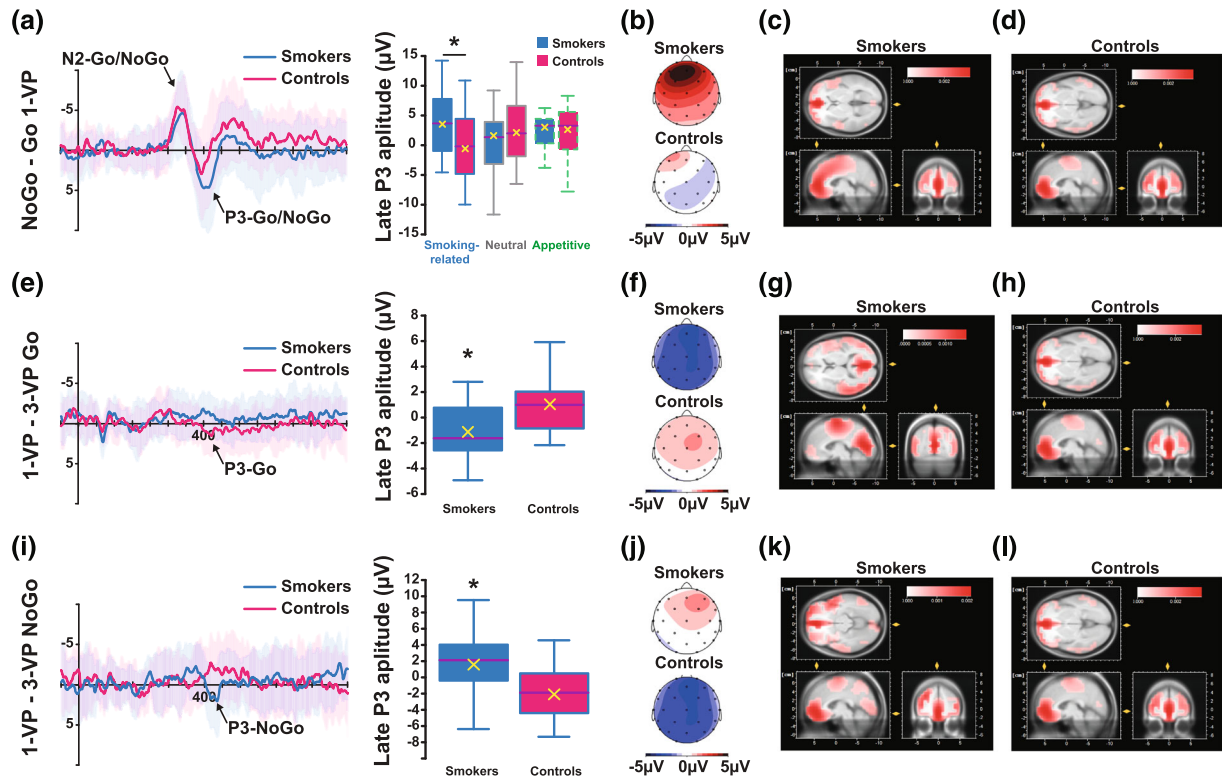 (a)
NoGo - Go 1-VP
N2-Go/NoGo
Smokers
Controls
-5
5
P3-Go/NoGo
Late P3 aplitude (µV)
15
10
5
0
-5
-10
-15
*
Smokers
Controls
Smoking-
related
Neutral
Appetitive
(b)
Smokers
Controls
-5µV 0µV 5µV
(c)
Smokers
(d)
Controls
(e)
1-VP - 3-VP Go
Smokers
Controls
-5
5
400
P3-Go
Late P3 aplitude (µV)
8
6
4
2
0
-2
-4
-6
*
Smokers
Controls
(f)
Smokers
Controls
-5µV 0µV 5µV
(g)
Smokers
(h)
Controls
(i)
1-VP - 3-VP NoGo
Smokers
Controls
-5
5
400
P3-NoGo
Late P3 aplitude (µV)
12
10
8
6
4
2
0
-2
-4
-6
-8
*
Smokers
Controls
(j)
Smokers
Controls
-5µV 0µV 5µV
(k)
Smokers
(l)
Controls